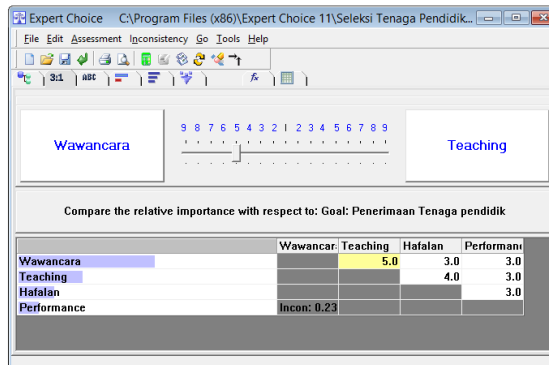 Expert Choice C:\Program Files (x86)\Expert Choice 11\Seleksi Tenaga Pendidik...
File Edit Assessment Inconsistency Go Tools Help
3:1 ABC fx
9 8 7 6 5 4 3 2 1 2 3 4 5 6 7 8 9
Wawancara Teaching
Compare the relative importance with respect to: Goal: Penerimaan Tenaga pendidik
Wawancar Teaching Hafalan Performanc
Wawancara 5.0 3.0 3.0
Teaching 4.0 3.0
Hafalan 3.0
Performance Incon: 0.23